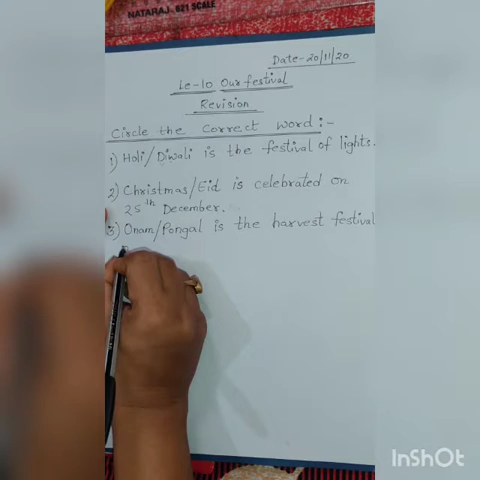 NATARAJ 621 SCALE
Date-20/11/20
Le-10 Our festival
Revision
Circle the Correct word:-
1) Holi/Diwali is the festival of lights.
2) Christmas/Eid is celebrated on
25th December.
3) Onam/Pongal is the harvest festival
InShOt